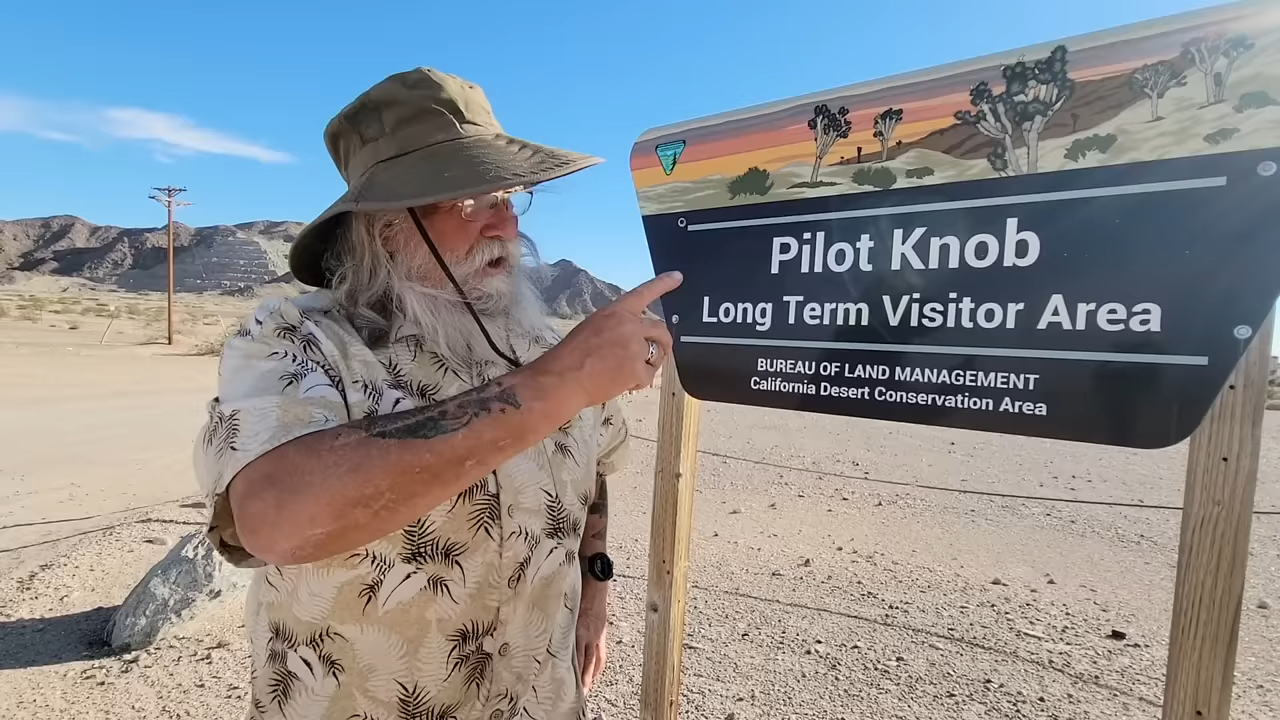 Pilot Knob
Long Term Visitor Area
BUREAU OF LAND MANAGEMENT
California Desert Conservation Area